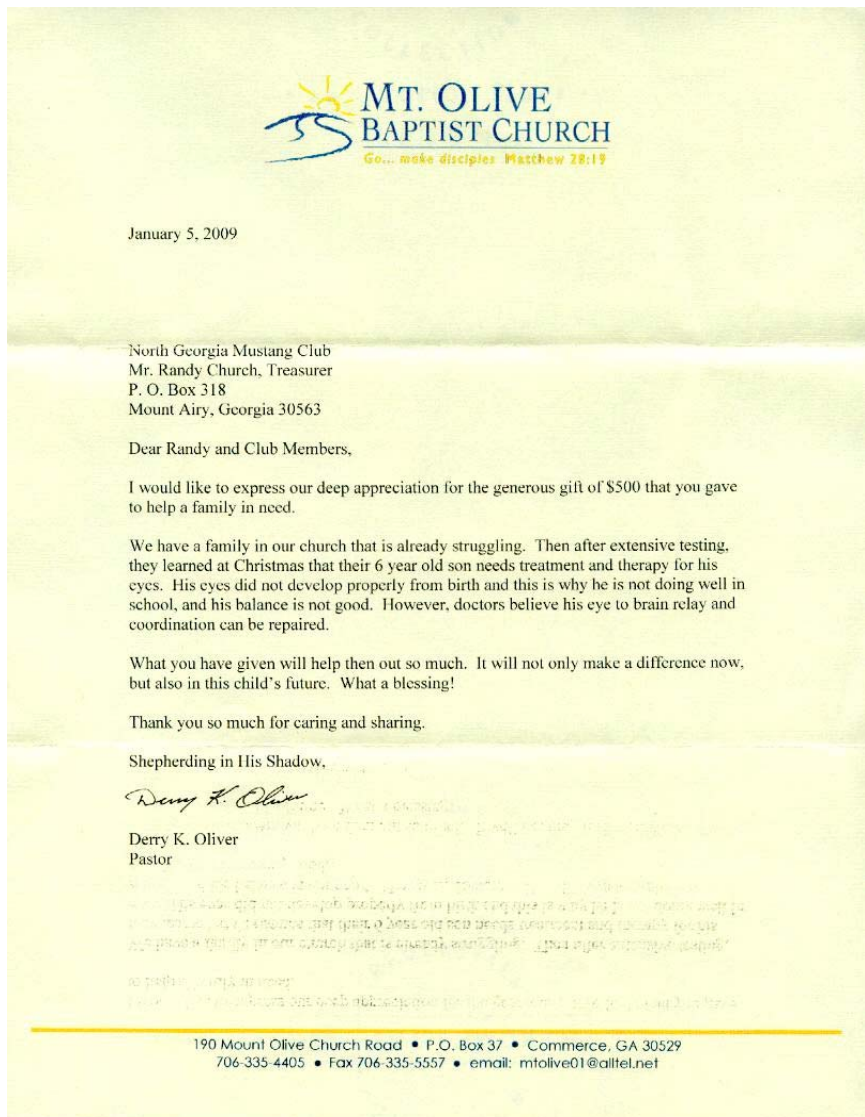 MT. OLIVE
BAPTIST CHURCH
Go... make disciples Matthew 28:19
January 5, 2009
North Georgia Mustang Club
Mr. Randy Church, Treasurer
P. O. Box 318
Mount Airy, Georgia 30563
Dear Randy and Club Members,
I would like to express our deep appreciation for the generous gift of $500 that you gave
to help a family in need.
We have a family in our church that is already struggling. Then after extensive testing,
they learned at Christmas that their 6 year old son needs treatment and therapy for his
eyes. His eyes did not develop properly from birth and this is why he is not doing well in
school, and his balance is not good. However, doctors believe his eye to brain relay and
coordination can be repaired.
What you have given will help then out so much. It will not only make a difference now,
but also in this child's future. What a blessing!
Thank you so much for caring and sharing.
Shepherding in His Shadow,
Derry K. Oliver
Derry K. Oliver
Pastor
190 Mount Olive Church Road • P.O. Box 37 • Commerce, GA 30529
706-335-4405 • Fax 706-335-5557 • email: mtolive01@alltel.net